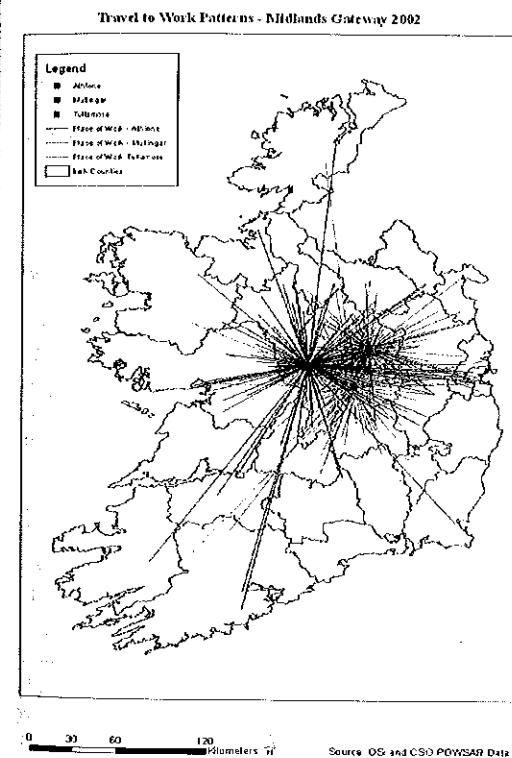 Travel to Work Patterns - Midlands Gateway 2002
Legend
Athlone
Mullingar
Tullamore
Place of Work - Athlone
Place of Work - Mullingar
Place of Work Tullamore
Counties
0 30 60 120
Kilometers
Source OSi and CSO POWSAR Data